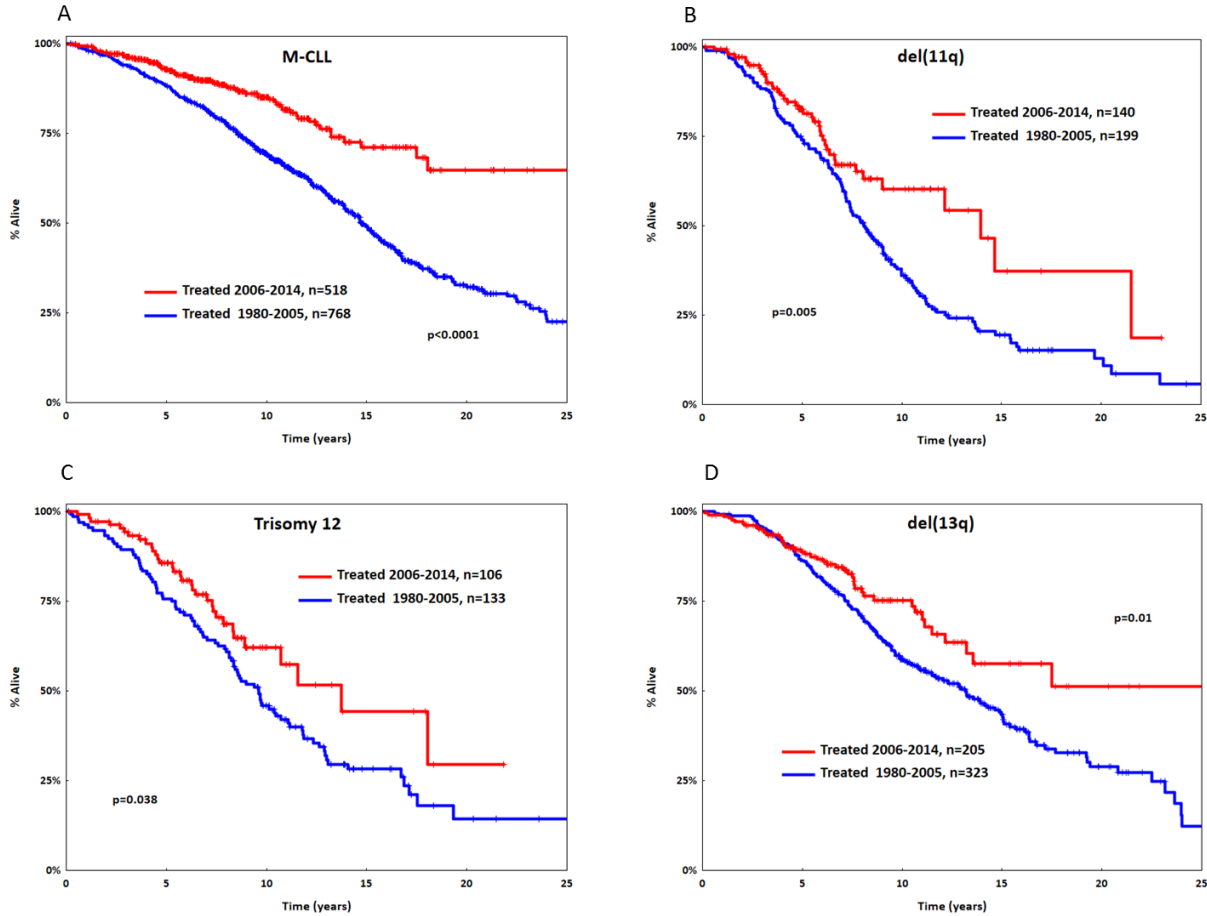 A
M-CLL
100%
75%
50%
25%
0%
% Alive
Treated 2006-2014, n=518
Treated 1980-2005, n=768
p<0.0001
0 5 10 15 20 25
Time (years)
B
del(11q)
100%
75%
50%
25%
0%
% Alive
Treated 2006-2014, n=140
Treated 1980-2005, n=199
p=0.005
0 5 10 15 20 25
Time (years)
C
Trisomy 12
100%
75%
50%
25%
0%
% Alive
Treated 2006-2014, n=106
Treated 1980-2005, n=133
p=0.038
0 5 10 15 20 25
Time (years)
D
del(13q)
100%
75%
50%
25%
0%
% Alive
p=0.01
Treated 2006-2014, n=205
Treated 1980-2005, n=323
0 5 10 15 20 25
Time (years)